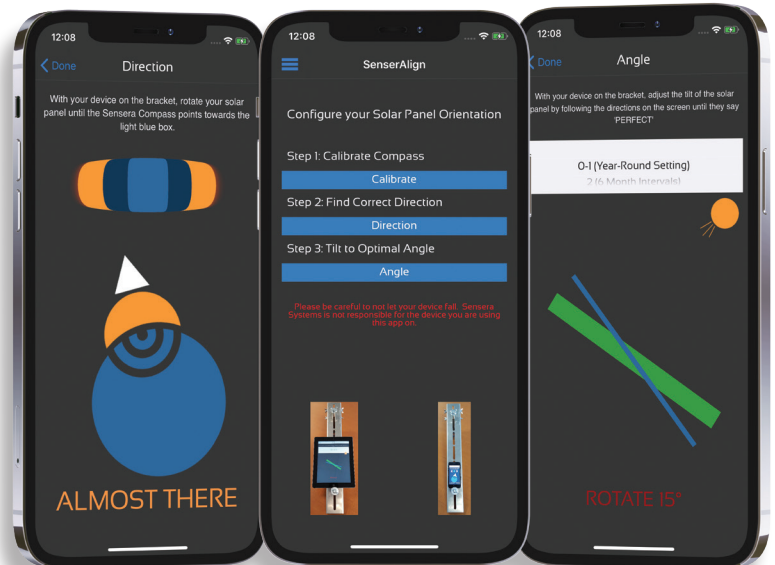 12:08
Done
Direction
With your device on the bracket, rotate your solar
panel until the Sensera Compass points towards the
light blue box.
ALMOST THERE
12:08
SenserAlign
Configure your Solar Panel Orientation
Step 1: Calibrate Compass
Calibrate
Step 2: Find Correct Direction
Direction
Step 3: Tilt to Optimal Angle
Angle
Please be careful to not let your device fall. Sensera
Systems is not responsible for the device you are using
this app on.
12:08
Done
Angle
With your device on the bracket, adjust the tilt of the solar
panel by following the directions on the screen until they say
'PERFECT'
0-1 (Year-Round Setting)
2 (6 Month Intervals)
ROTATE 15°